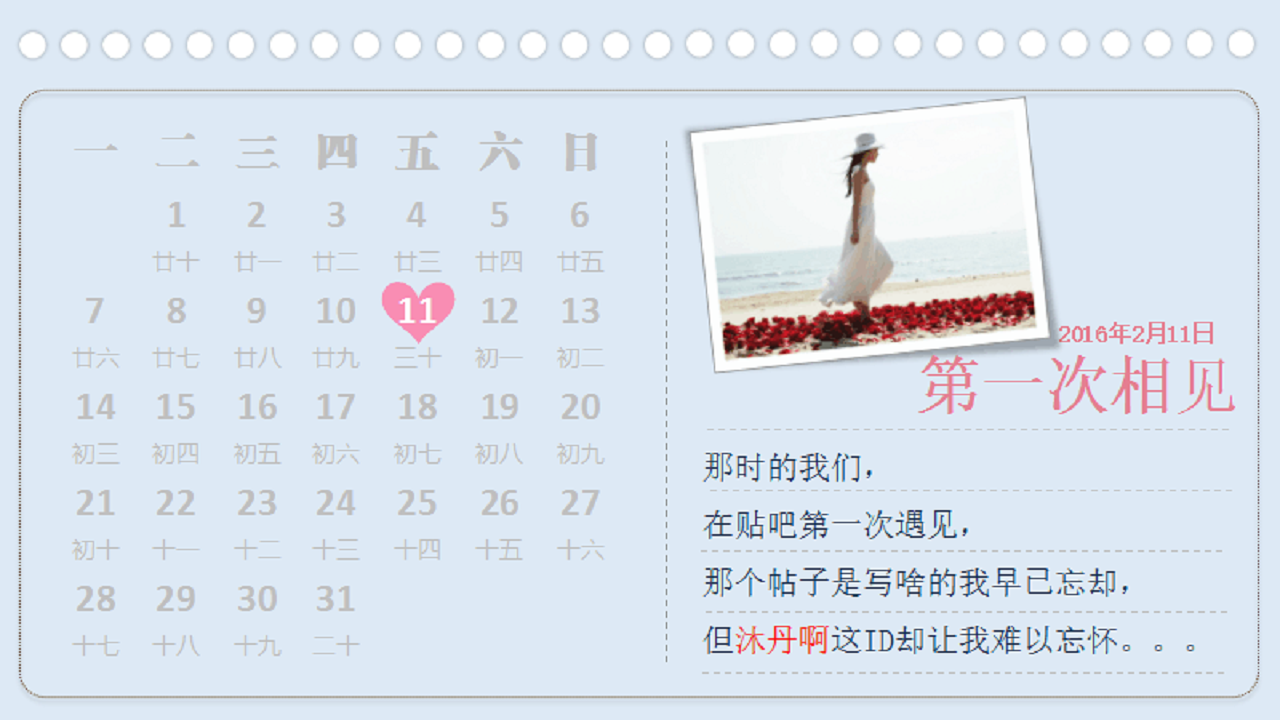 一 二 三 四 五 六 日
1 2 3 4 5 6
廿十 廿一 廿二 廿三 廿四 廿五
7 8 9 10 11 12 13
廿六 廿七 廿八 廿九 三十 初一 初二
14 15 16 17 18 19 20
初三 初四 初五 初六 初七 初八 初九
21 22 23 24 25 26 27
初十 十一 十二 十三 十四 十五 十六
28 29 30 31
十七 十八 十九 二十
2016年2月11日
第一次相见
那时的我们，
在贴吧第一次遇见，
那个帖子是写啥的我早已忘却，
但沐丹啊这ID却让我难以忘怀。。。